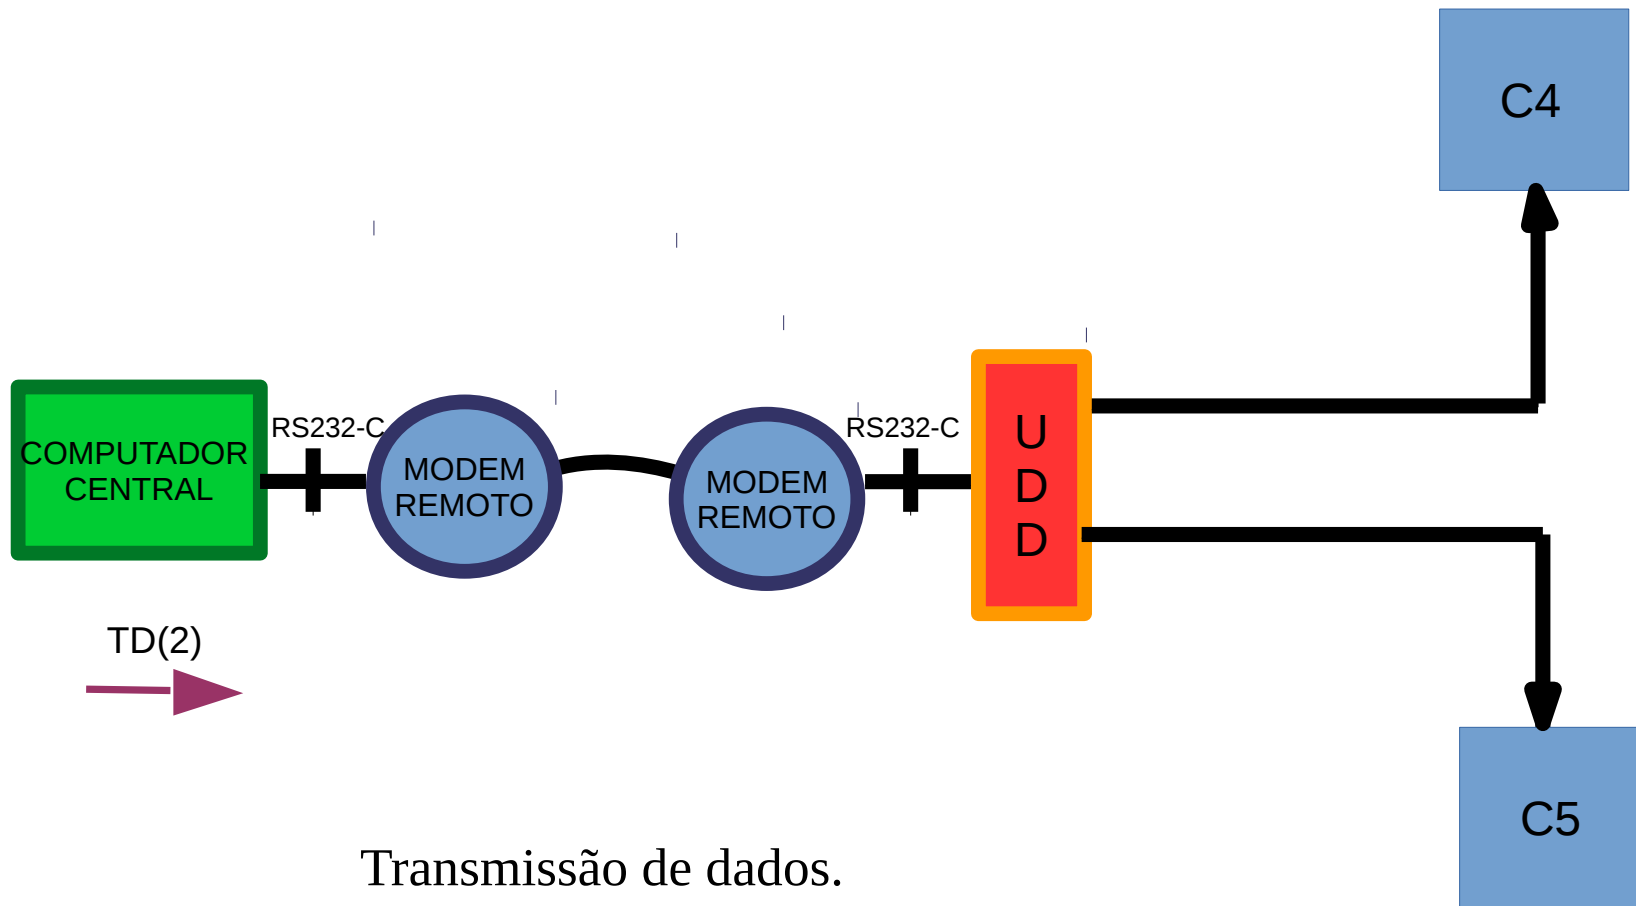 C4
RS232-C
RS232-C
COMPUTADOR
CENTRAL
MODEM
REMOTO
MODEM
REMOTO
U
D
D
TD(2)
C5
Transmissão de dados.